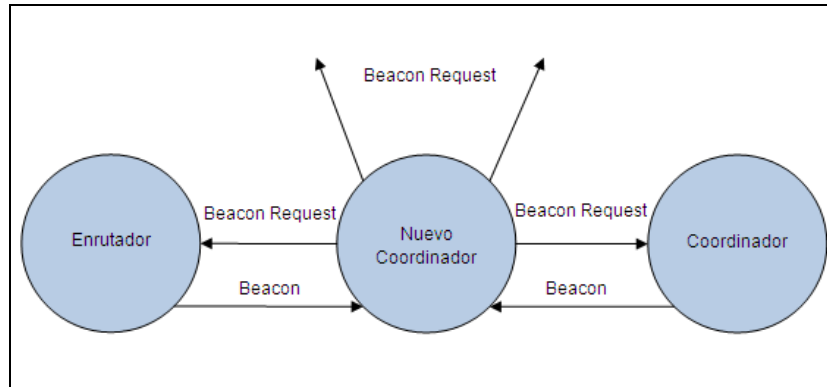 Beacon Request
Beacon Request
Beacon Request
Enrutador
Nuevo
Coordinador
Coordinador
Beacon
Beacon